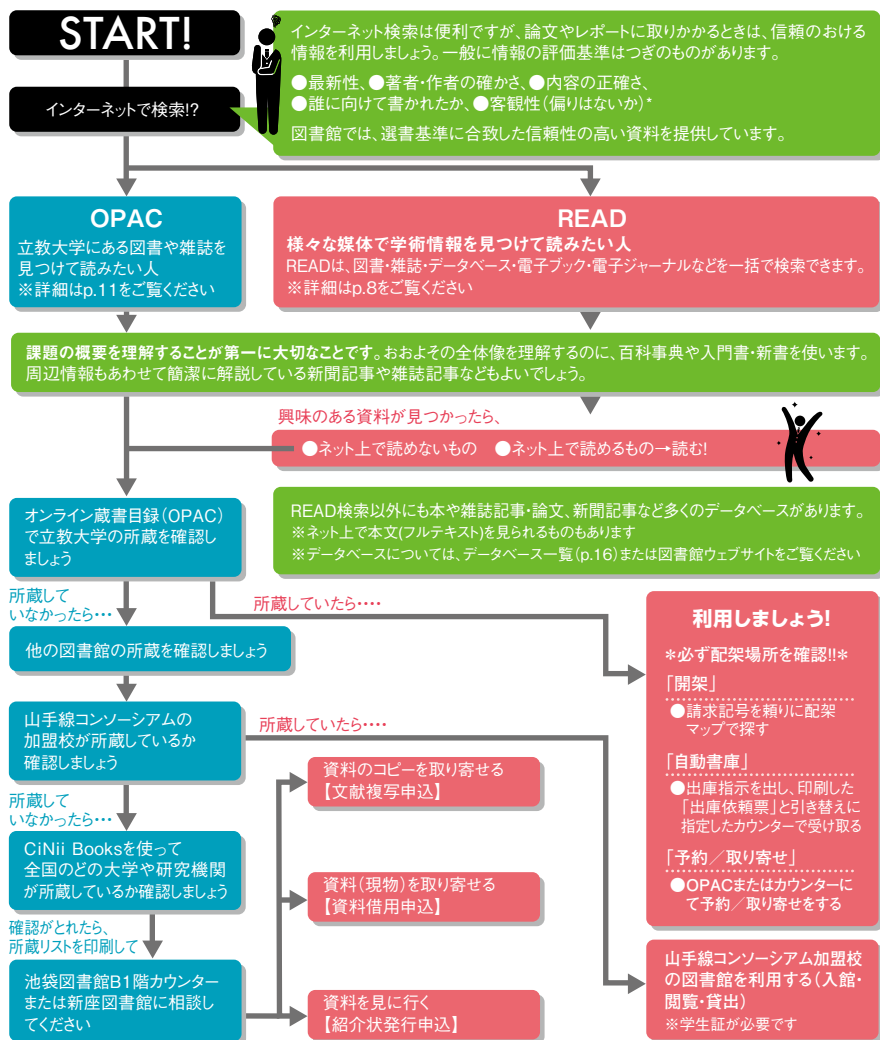 START!
インターネットで検索!?
インターネット検索は便利ですが、論文やレポートに取りかかるときは、信頼のおける
情報を利用しましょう。一般に情報の評価基準はつぎのものがあります。
●最新性、●著者・作者の確かさ、●内容の正確さ、
●誰に向けて書かれたか、●客観性(偏りはないか)*
図書館では、選書基準に合致した信頼性の高い資料を提供しています。
OPAC
立教大学にある図書や雑誌を
見つけて読みたい人
※詳細はp.11をご覧ください
READ
様々な媒体で学術情報を見つけて読みたい人
READは、図書・雑誌・データベース・電子ブック・電子ジャーナルなどを一括で検索できます。
※詳細はp.8をご覧ください
課題の概要を理解することが第一に大切なことです。おおよその全体像を理解するのに、百科事典や入門書・新書を使います。
周辺情報もあわせて簡潔に解説している新聞記事や雑誌記事などもよいでしょう。
興味のある資料が見つかったら、
●ネット上で読めないもの ●ネット上で読めるもの→読む!
オンライン蔵書目録(OPAC)
で立教大学の所蔵を確認し
ましょう
READ検索以外にも本や雑誌記事・論文、新聞記事など多くのデータベースがあります。
※ネット上で本文(フルテキスト)を見られるものもあります
※データベースについては、データベース一覧(p.16)または図書館ウェブサイトをご覧ください
所蔵して
いなかったら…
所蔵していたら‥‥
他の図書館の所蔵を確認しましょう
山手線コンソーシアムの
加盟校が所蔵しているか
確認しましょう
所蔵していたら‥‥
所蔵して
いなかったら…
CiNii Booksを使って
全国のどの大学や研究機関
が所蔵しているか確認しましょう
確認がとれたら、
所蔵リストを印刷して
池袋図書館B1階カウンター
または新座図書館に相談し
てください
資料のコピーを取り寄せる
【文献複写申込】
資料(現物)を取り寄せる
【資料借用申込】
資料を見に行く
【紹介状発行申込】
利用しましょう!
*必ず配架場所を確認!!*
「開架」
●請求記号を頼りに配架
マップで探す
「自動書庫」
●出庫指示を出し、印刷した
「出庫依頼票」と引き替えに
指定したカウンターで受け取る
「予約/取り寄せ」
●OPACまたはカウンターに
て予約/取り寄せをする
山手線コンソーシアム加盟校
の図書館を利用する(入館・
閲覧・貸出)
※学生証が必要です